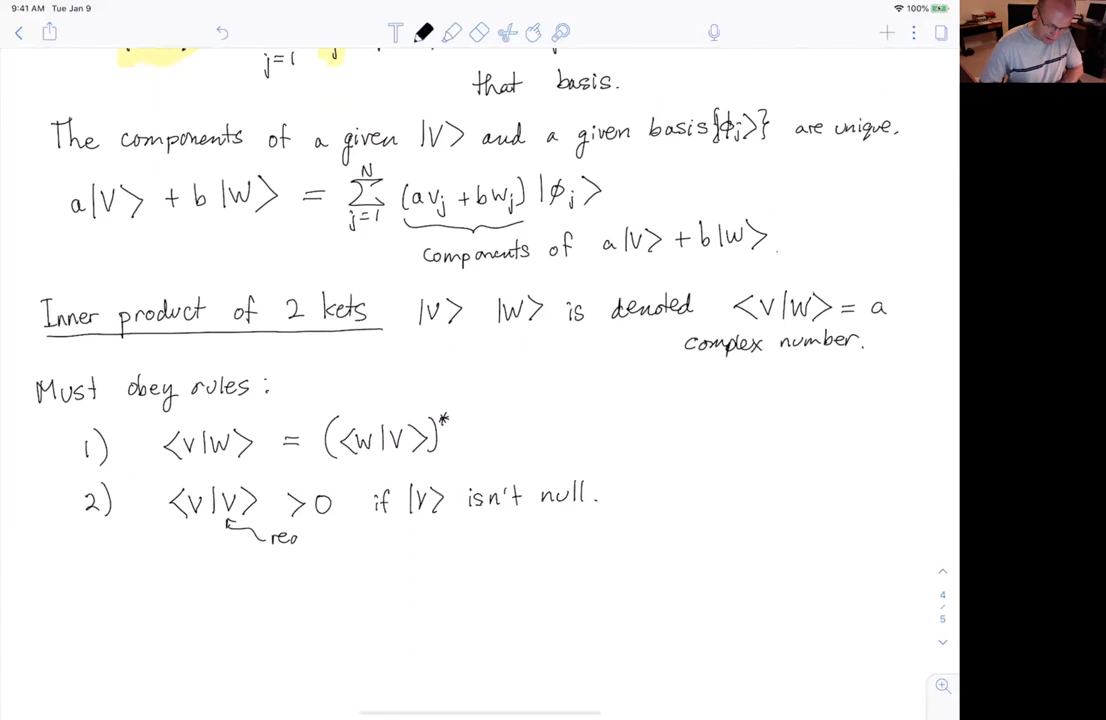 9:41 AM Tue Jan 9
100%
j=1 j
that basis.
The components of a given |V> and a given basis{|ϕj>} are unique.
a|V> + b|W> = N∑j=1 (avj + bwj)|ϕj>
components of a|V> + b|W>.
Inner product of 2 kets |V> |W> is denoted <V|W> = a
complex number.
Must obey rules:
1) <V|W> = (<W|V>)*
2) <V|V> >0 if |V> isn't null.
rea
4
/
5